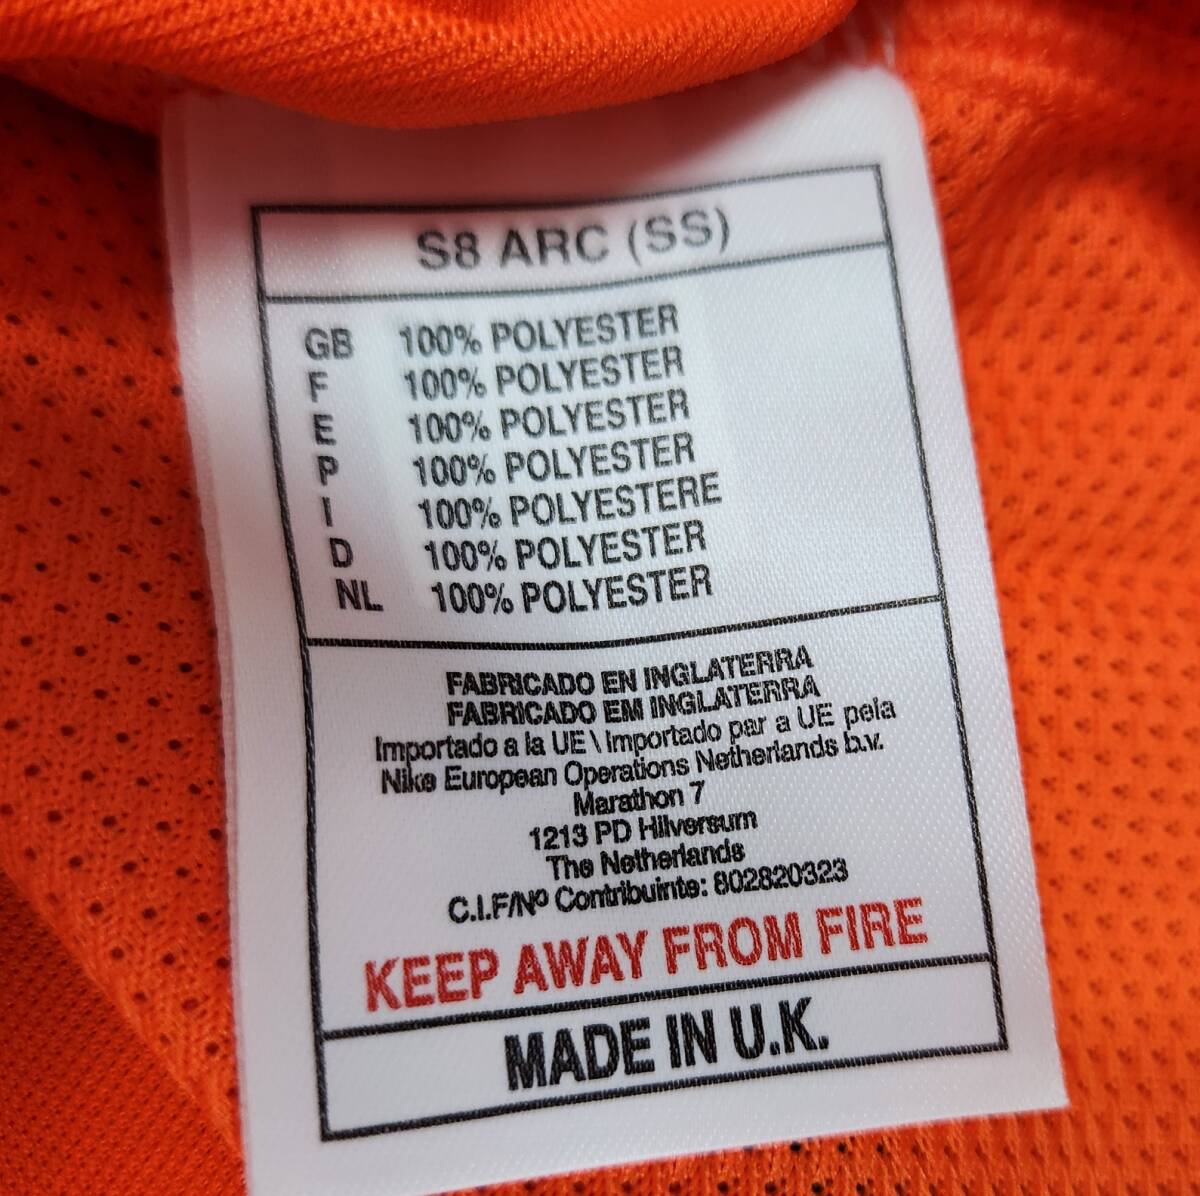 S8 ARC (SS)
GB 100% POLYESTER
F 100% POLYESTER
E 100% POLYESTER
P 100% POLYESTER
I 100% POLYESTERE
D 100% POLYESTER
NL 100% POLYESTER
FABRICADO EN INGLATERRA
FABRICADO EM INGLATERRA
Importado a la UE \ Importado par a UE pela
Nike European Operations Netherlands b.v.
Marathon 7
1213 PD Hilversum
The Netherlands
C.I.F/Nº Contribuinte: 802820323
KEEP AWAY FROM FIRE
MADE IN U.K.